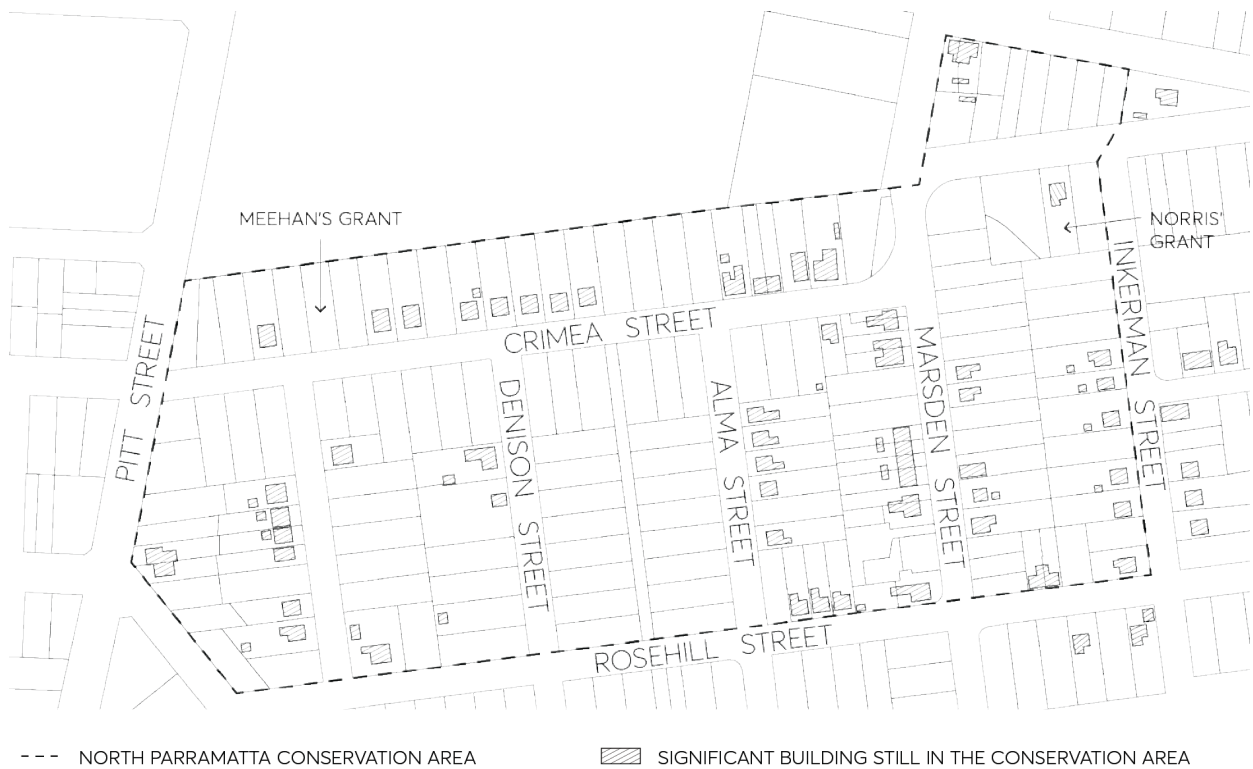 MEEHAN'S GRANT
NORRIS'
GRANT
PITT STREET
CRIMEA STREET
DENISON STREET
ALMA STREET
MARSDEN STREET
INKERMAN STREET
ROSEHILL STREET
NORTH PARRAMATTA CONSERVATION AREA
SIGNIFICANT BUILDING STILL IN THE CONSERVATION AREA